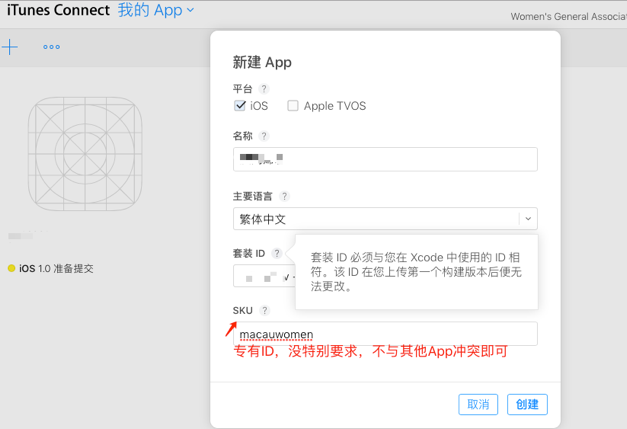 iTunes Connect 我的 App
Women's General Associat
新建 App
平台 ?
iOS Apple TVOS
名称 ?
主要语言 ?
繁体中文
套装 ID ?
套装 ID 必须与您在 Xcode 中使用的 ID 相
符。该 ID 在您上传第一个构建版本后便无
法更改。
iOS 1.0 准备提交
SKU ?
macauwomen
专有ID，没特别要求，不与其他App冲突即可
取消 创建